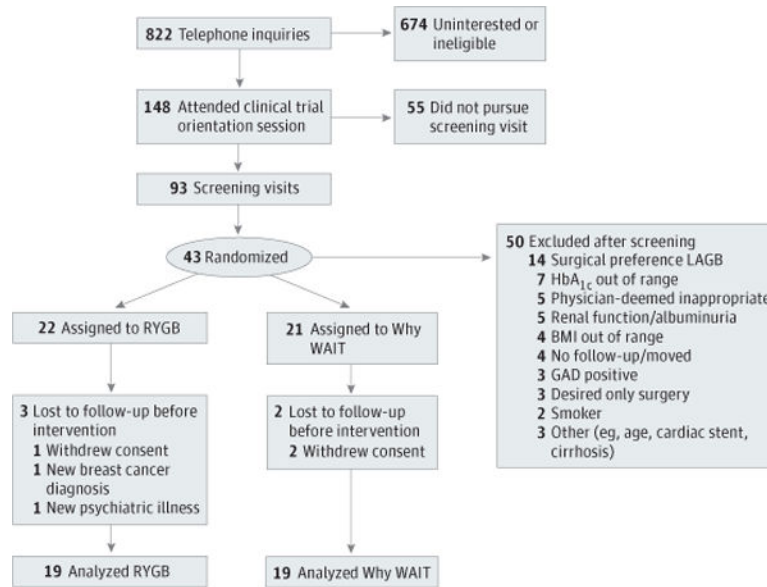 822 Telephone inquiries
674 Uninterested or
ineligible
148 Attended clinical trial
orientation session
55 Did not pursue
screening visit
93 Screening visits
43 Randomized
50 Excluded after screening
14 Surgical preference LAGB
7 HbA1c out of range
5 Physician-deemed inappropriate
5 Renal function/albuminuria
4 BMI out of range
4 No follow-up/moved
3 GAD positive
3 Desired only surgery
2 Smoker
3 Other (eg, age, cardiac stent,
cirrhosis)
22 Assigned to RYGB
21 Assigned to Why
WAIT
3 Lost to follow-up before
intervention
1 Withdrew consent
1 New breast cancer
diagnosis
1 New psychiatric illness
2 Lost to follow-up
before intervention
2 Withdrew consent
19 Analyzed RYGB
19 Analyzed Why WAIT